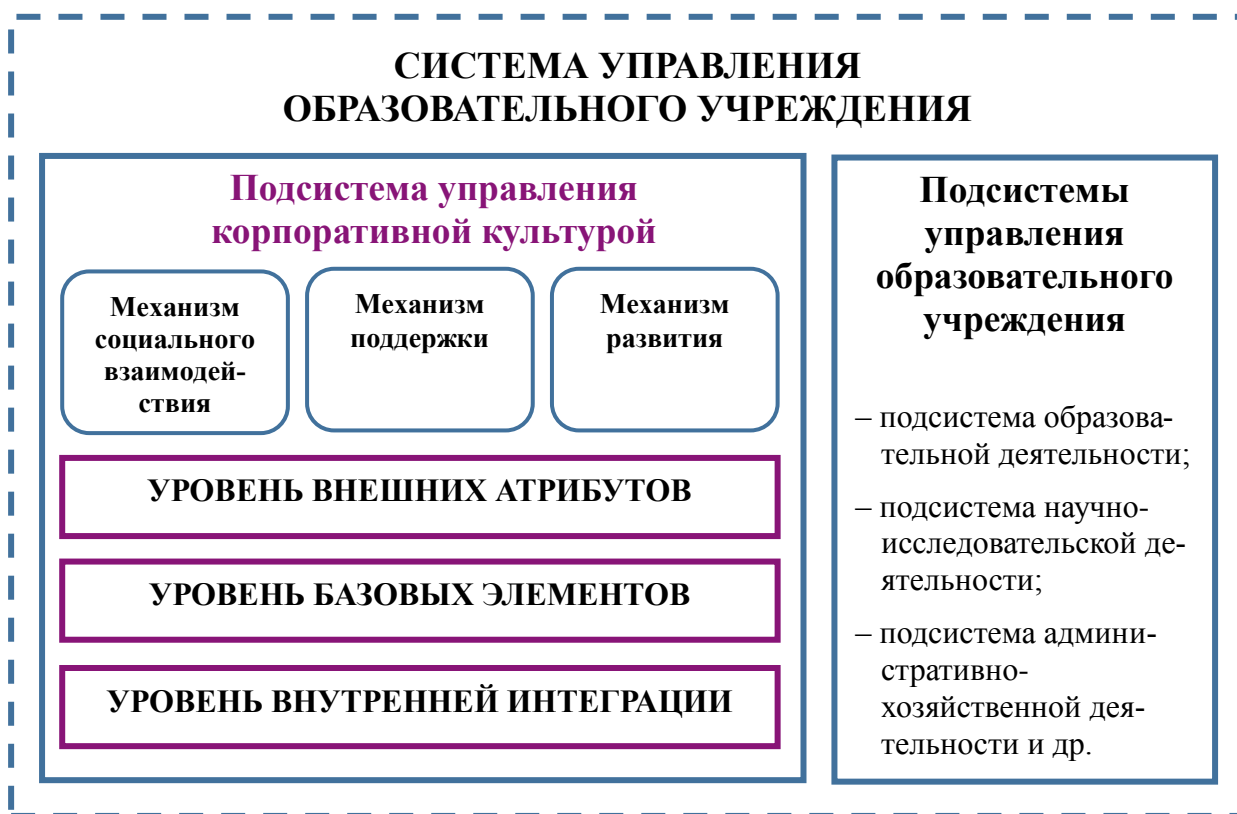 СИСТЕМА УПРАВЛЕНИЯ
ОБРАЗОВАТЕЛЬНОГО УЧРЕЖДЕНИЯ
Подсистема управления
корпоративной культурой
Механизм
социального
взаимодей-
ствия
Механизм
поддержки
Механизм
развития
УРОВЕНЬ ВНЕШНИХ АТРИБУТОВ
УРОВЕНЬ БАЗОВЫХ ЭЛЕМЕНТОВ
УРОВЕНЬ ВНУТРЕННЕЙ ИНТЕГРАЦИИ
Подсистемы
управления
образовательного
учреждения
– подсистема образова-
тельной деятельности;
– подсистема научно-
исследовательской де-
ятельности;
– подсистема админи-
стративно-
хозяйственной дея-
тельности и др.